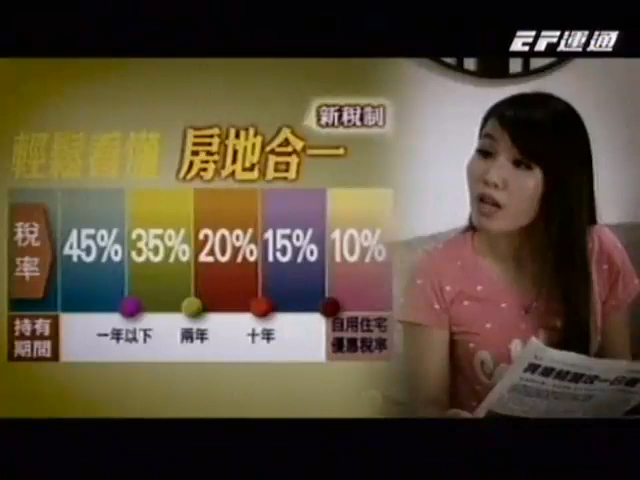 EF運通
新稅制
輕鬆看懂 房地合一
稅率 45% 35% 20% 15% 10%
持有期間 一年以下 兩年 十年 自用住宅優惠稅率